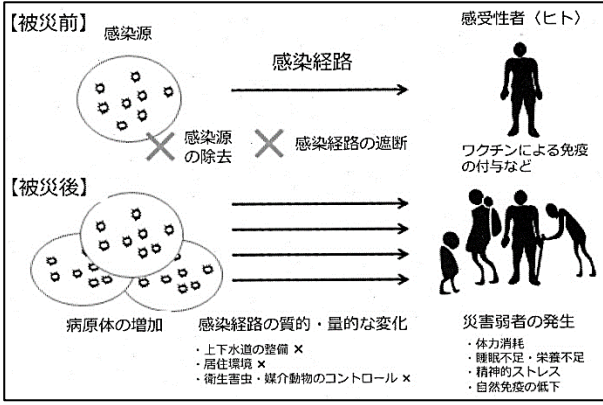 【被災前】
感染源
感受性者〈ヒト〉
感染経路
感染源
の除去
感染経路の遮断
ワクチンによる免疫
の付与など
【被災後】
病原体の増加
感染経路の質的・量的な変化
・上下水道の整備 ×
・居住環境 ×
・衛生害虫・媒介動物のコントロール ×
災害弱者の発生
・体力消耗
・睡眠不足・栄養不足
・精神的ストレス
・自然免疫の低下